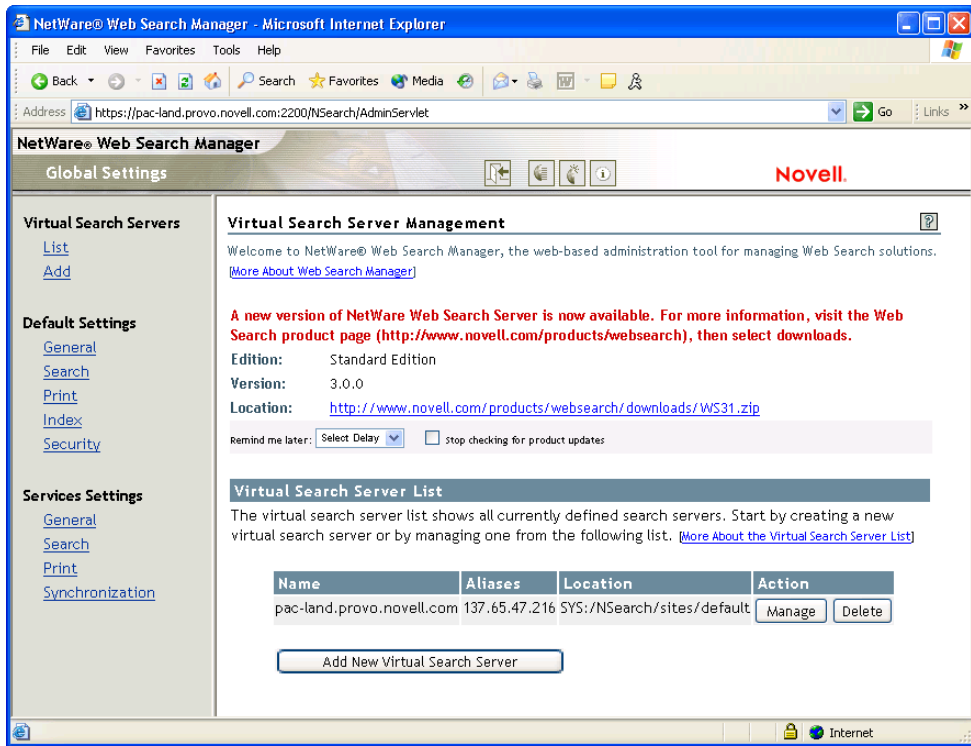 NetWare® Web Search Manager - Microsoft Internet Explorer
File Edit View Favorites Tools Help
Back Search Favorites Media
Address https://pac-land.provo.novell.com:2200/NSearch/AdminServlet Go Links »
NetWare® Web Search Manager
Global Settings
Novell.
Virtual Search Servers
List
Add
Default Settings
General
Search
Print
Index
Security
Services Settings
General
Search
Print
Synchronization
Virtual Search Server Management ?
Welcome to NetWare® Web Search Manager, the web-based administration tool for managing Web Search solutions.
[More About Web Search Manager]
A new version of NetWare Web Search Server is now available. For more information, visit the Web
Search product page (http://www.novell.com/products/websearch), then select downloads.
Edition: Standard Edition
Version: 3.0.0
Location: http://www.novell.com/products/websearch/downloads/WS31.zip
Remind me later: Select Delay Stop checking for product updates
Virtual Search Server List
The virtual search server list shows all currently defined search servers. Start by creating a new
virtual search server or by managing one from the following list. [More About the Virtual Search Server List]
Name Aliases Location Action
pac-land.provo.novell.com 137.65.47.216 SYS:/NSearch/sites/default Manage Delete
Add New Virtual Search Server
Internet